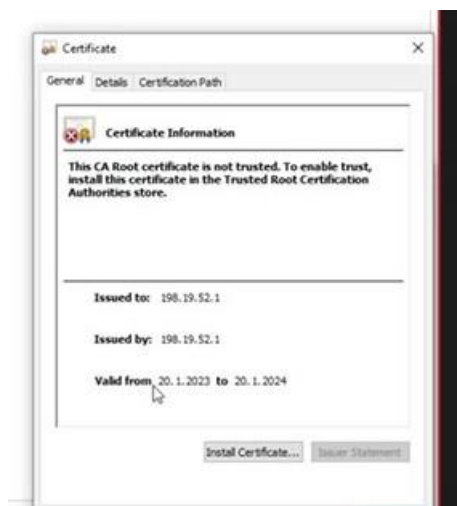 Certificate
General Details Certification Path
Certificate Information
This CA Root certificate is not trusted. To enable trust,
install this certificate in the Trusted Root Certification
Authorities store.
Issued to: 198.19.52.1
Issued by: 198.19.52.1
Valid from 20.1.2023 to 20.1.2024
Install Certificate... Issuer Statement